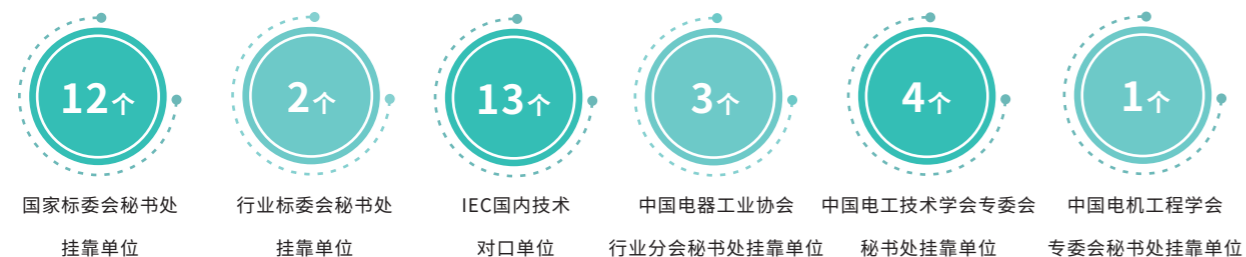 12个
2个
13个
3个
4个
1个
国家标委会秘书处
挂靠单位
行业标委会秘书处
挂靠单位
IEC国内技术
对口单位
中国电器工业协会
行业分会秘书处挂靠单位
中国电工技术学会专委会
秘书处挂靠单位
中国电机工程学会
专委会秘书处挂靠单位